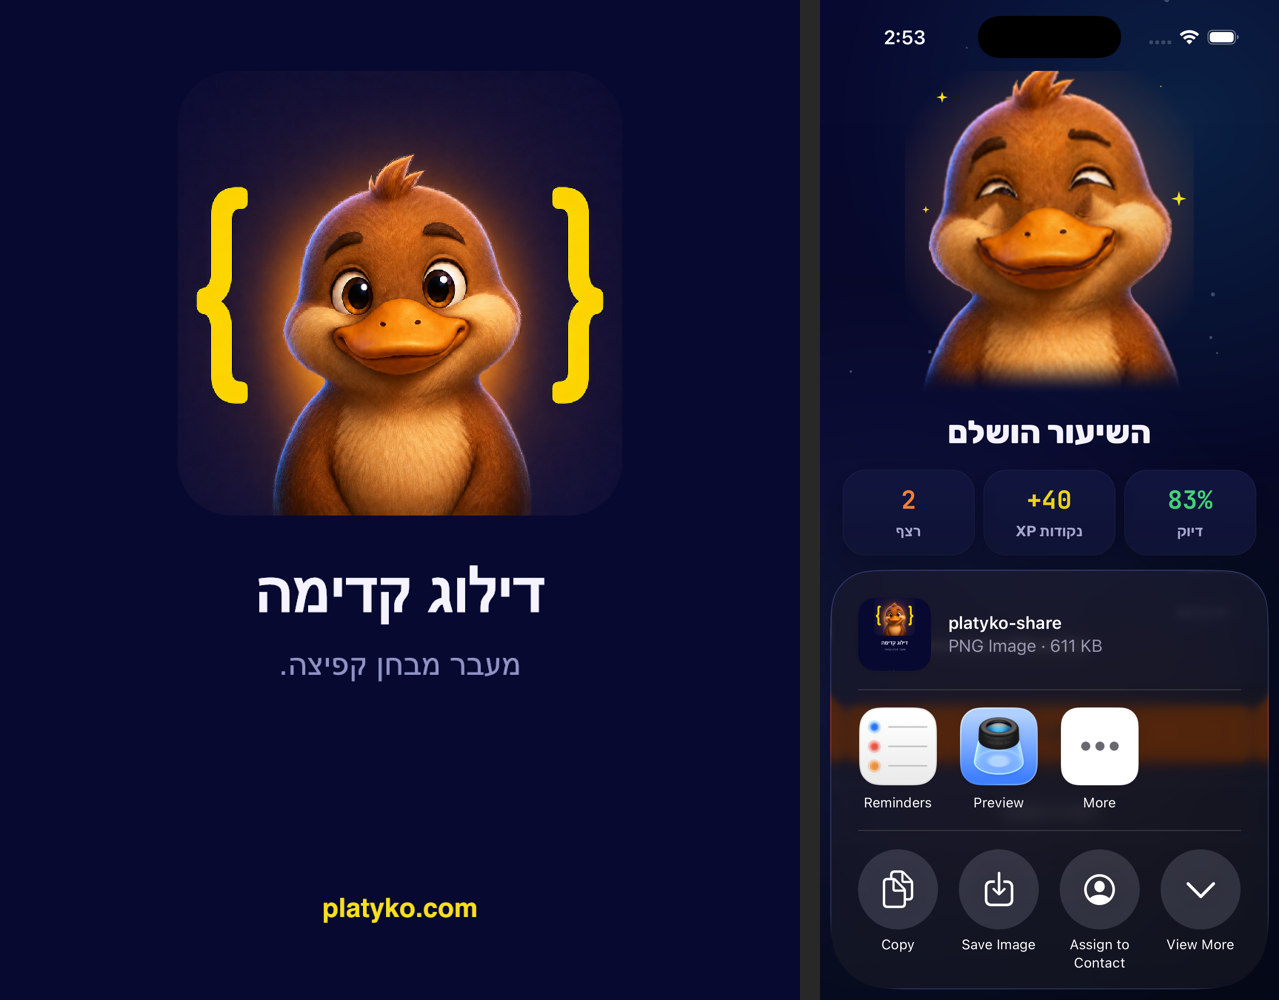 { }
דילוג קדימה
מעבר מבחן קפיצה.
platyko.com
2:53
השיעור הושלם
83%
דיוק
+40
נקודות XP
2
רצף
platyko-share
PNG Image · 611 KB
Reminders
Preview
More
Copy
Save Image
Assign to
Contact
View More